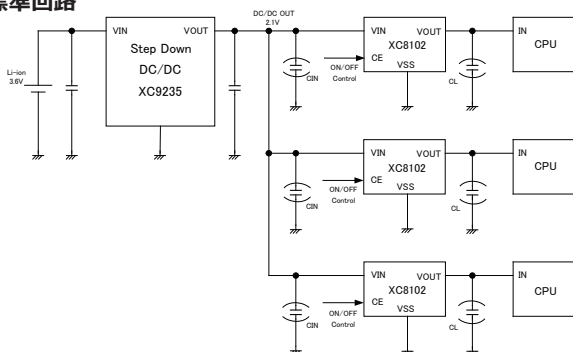 標準回路
DC/DC OUT
2.1V
VIN VOUT
Step Down
DC/DC
XC9235
Li-ion
3.6V
VIN VOUT
XC8102
CE
VSS
CIN
ON/OFF
Control
CL
IN
CPU
VIN VOUT
XC8102
CE
VSS
CIN
ON/OFF
Control
CL
IN
CPU
VIN VOUT
XC8102
CE
VSS
CIN
ON/OFF
Control
CL
IN
CPU